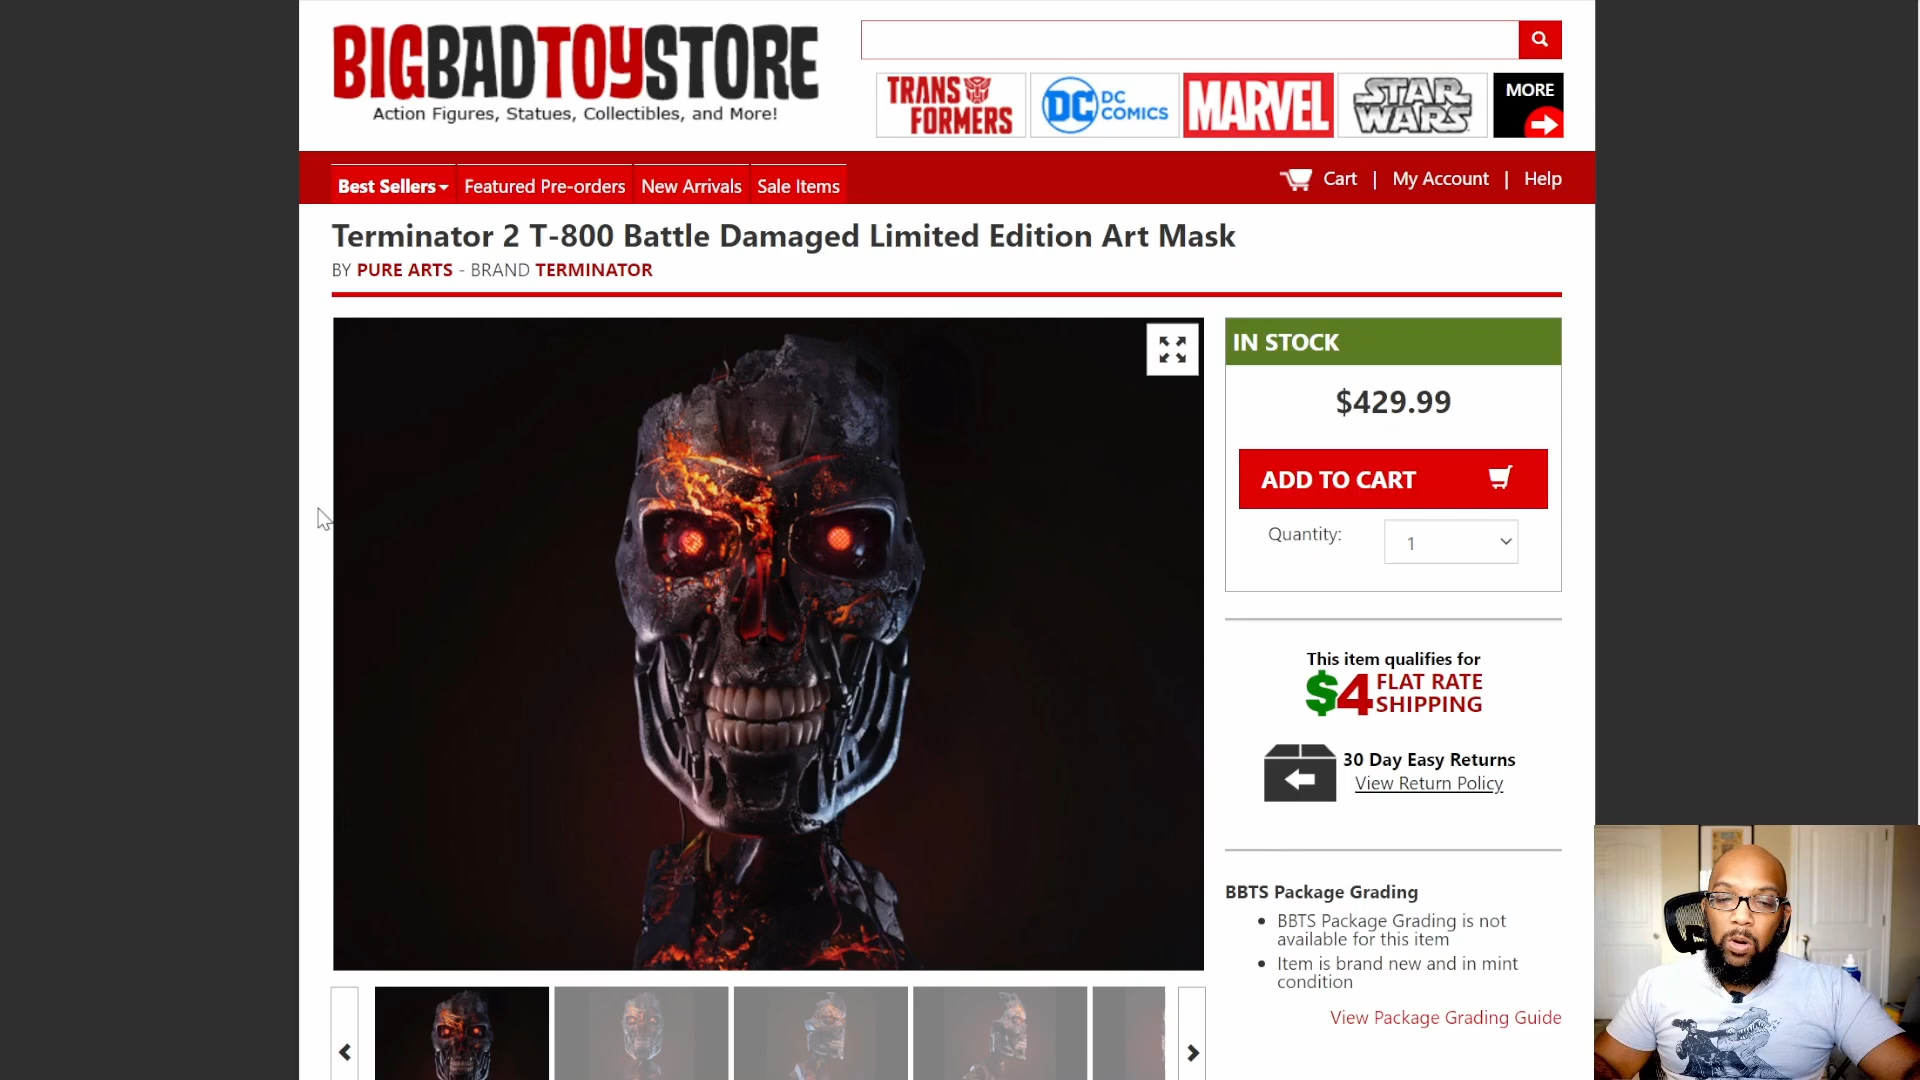 BIGBADTOYSTORE
Action Figures, Statues, Collectibles, and More!
TRANS
FORMERS
DC
DC
COMICS
MARVEL
STAR
WARS
MORE
Best Sellers
Featured Pre-orders
New Arrivals
Sale Items
Cart | My Account | Help
Terminator 2 T-800 Battle Damaged Limited Edition Art Mask
BY PURE ARTS - BRAND TERMINATOR
IN STOCK
$429.99
ADD TO CART
Quantity:
1
This item qualifies for
$4 FLAT RATE
SHIPPING
30 Day Easy Returns
View Return Policy
BBTS Package Grading
BBTS Package Grading is not
available for this item
Item is brand new and in mint
condition
View Package Grading Guide